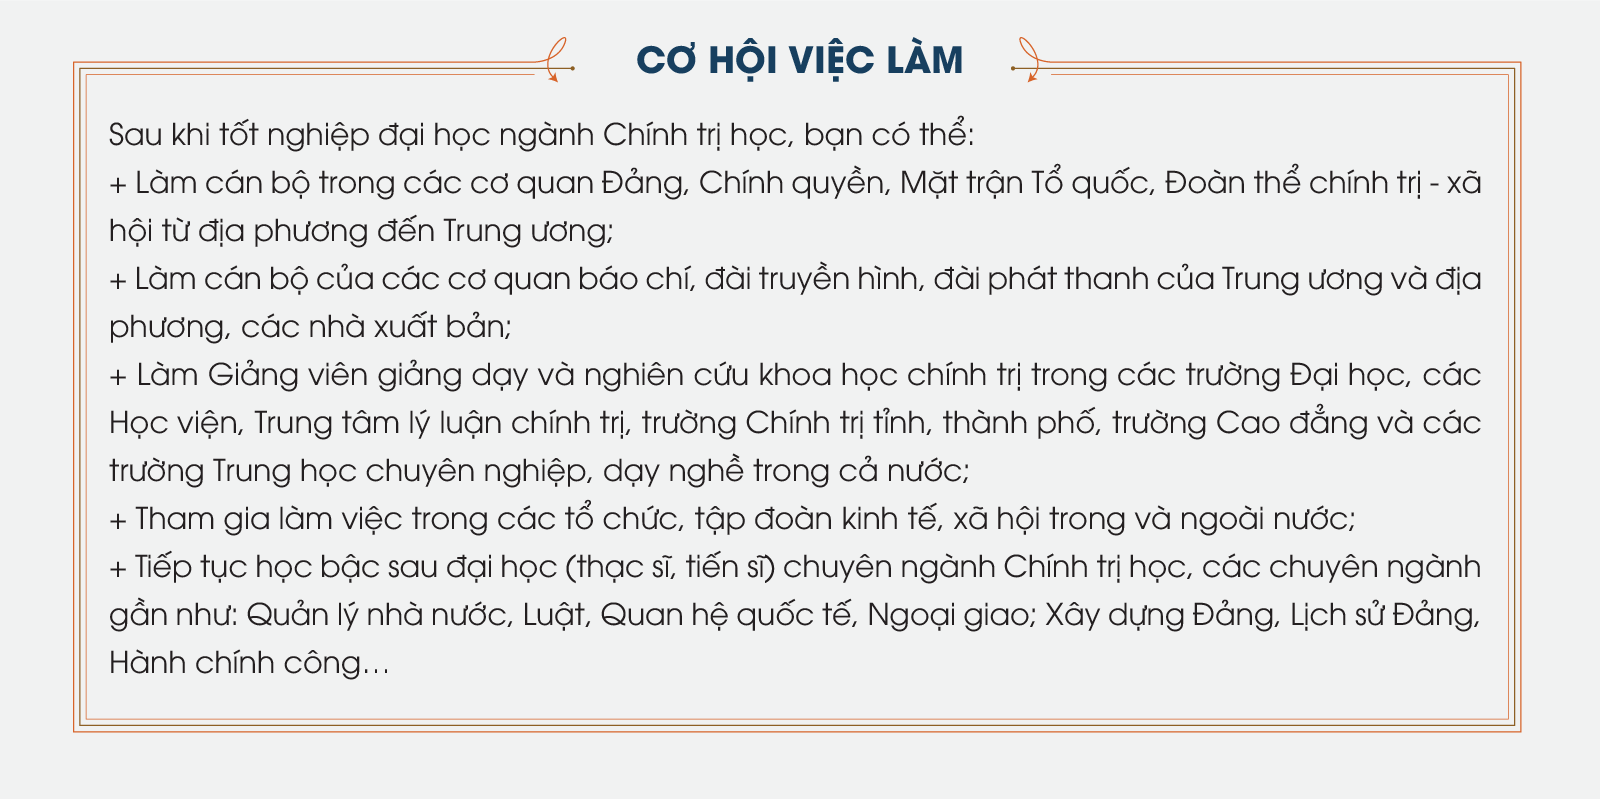 CƠ HỘI VIỆC LÀM
Sau khi tốt nghiệp đại học ngành Chính trị học, bạn có thể:
+ Làm cán bộ trong các cơ quan Đảng, Chính quyền, Mặt trận Tổ quốc, Đoàn thể chính trị - xã
hội từ địa phương đến Trung ương;
+ Làm cán bộ của các cơ quan báo chí, đài truyền hình, đài phát thanh của Trung ương và địa
phương, các nhà xuất bản;
+ Làm Giảng viên giảng dạy và nghiên cứu khoa học chính trị trong các trường Đại học, các
Học viện, Trung tâm lý luận chính trị, trường Chính trị tỉnh, thành phố, trường Cao đẳng và các
trường Trung học chuyên nghiệp, dạy nghề trong cả nước;
+ Tham gia làm việc trong các tổ chức, tập đoàn kinh tế, xã hội trong và ngoài nước;
+ Tiếp tục học bậc sau đại học (thạc sĩ, tiến sĩ) chuyên ngành Chính trị học, các chuyên ngành
gần như: Quản lý nhà nước, Luật, Quan hệ quốc tế, Ngoại giao; Xây dựng Đảng, Lịch sử Đảng,
Hành chính công...